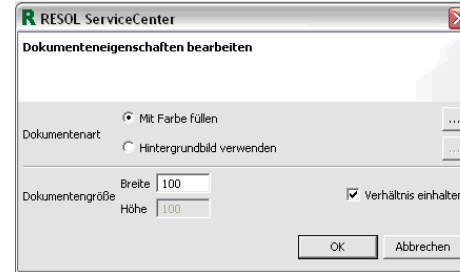 RESOL ServiceCenter
Dokumenteneigenschaften bearbeiten
Dokumentenart
Mit Farbe füllen
...
Hintergrundbild verwenden
...
Dokumentengröße
Breite 100
Höhe 100
Verhältnis einhalten
OK Abbrechen